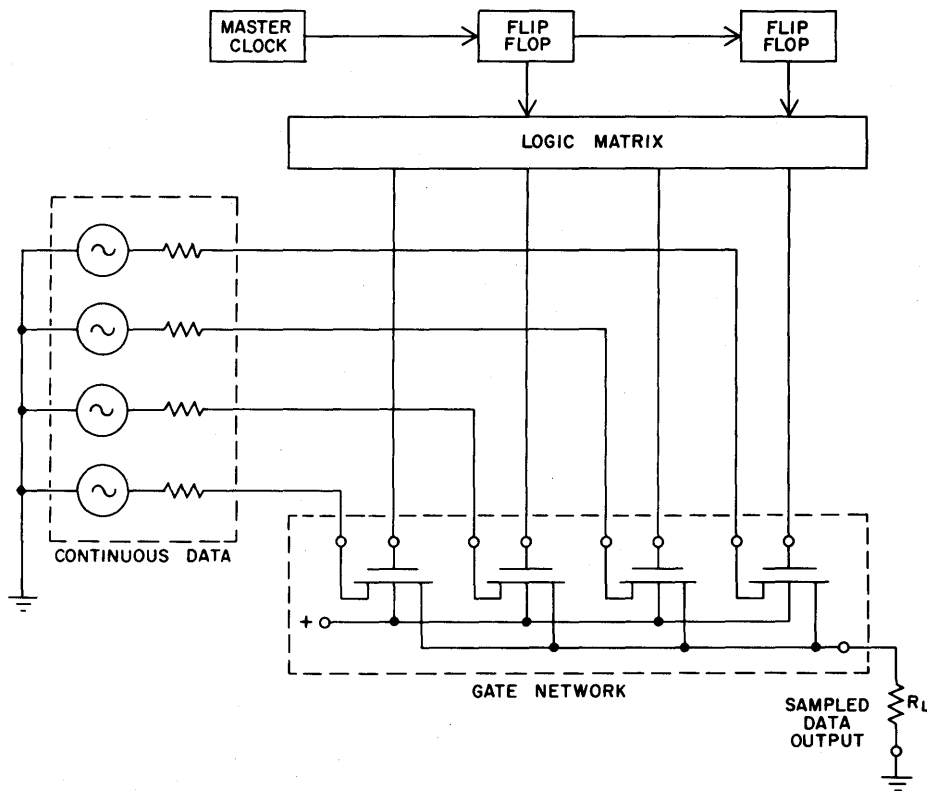 MASTER
CLOCK
FLIP
FLOP
FLIP
FLOP
LOGIC MATRIX
CONTINUOUS DATA
+
GATE NETWORK
SAMPLED
DATA
OUTPUT
RL